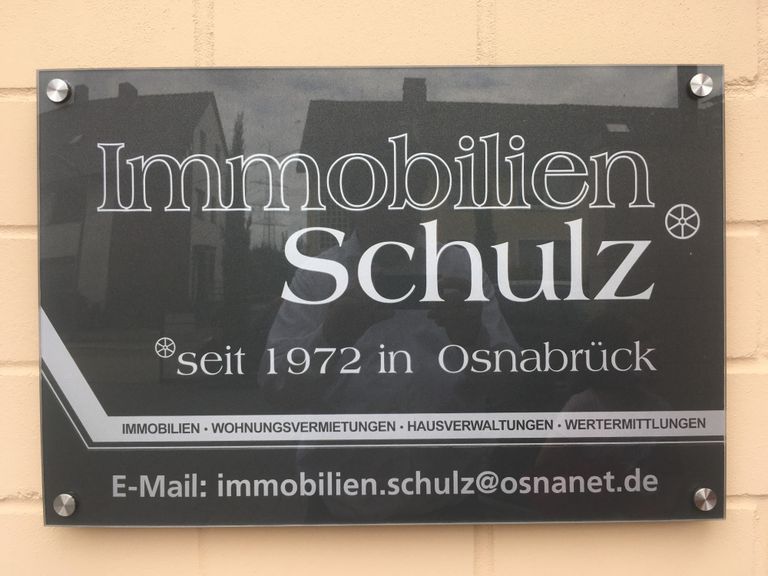 Immobilien
Schulz
seit 1972 in Osnabrück
IMMOBILIEN • WOHNUNGSVERMIETUNGEN • HAUSVERWALTUNGEN • WERTERMITTLUNGEN
E-Mail: immobilien.schulz@osnanet.de